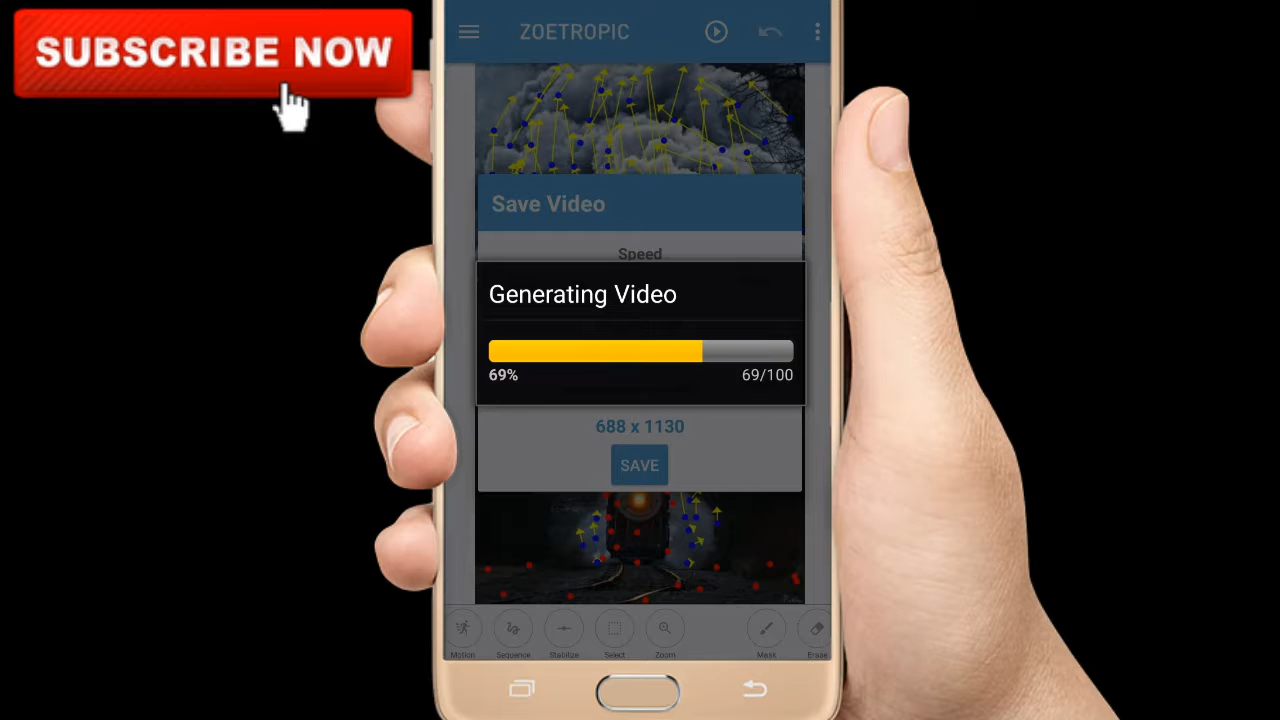 SUBSCRIBE NOW
ZOETROPIC
Save Video
Speed
Generating Video
69% 69/100
688 x 1130
SAVE
Motion Sequence Stabilize Select Zoom Mask Erase